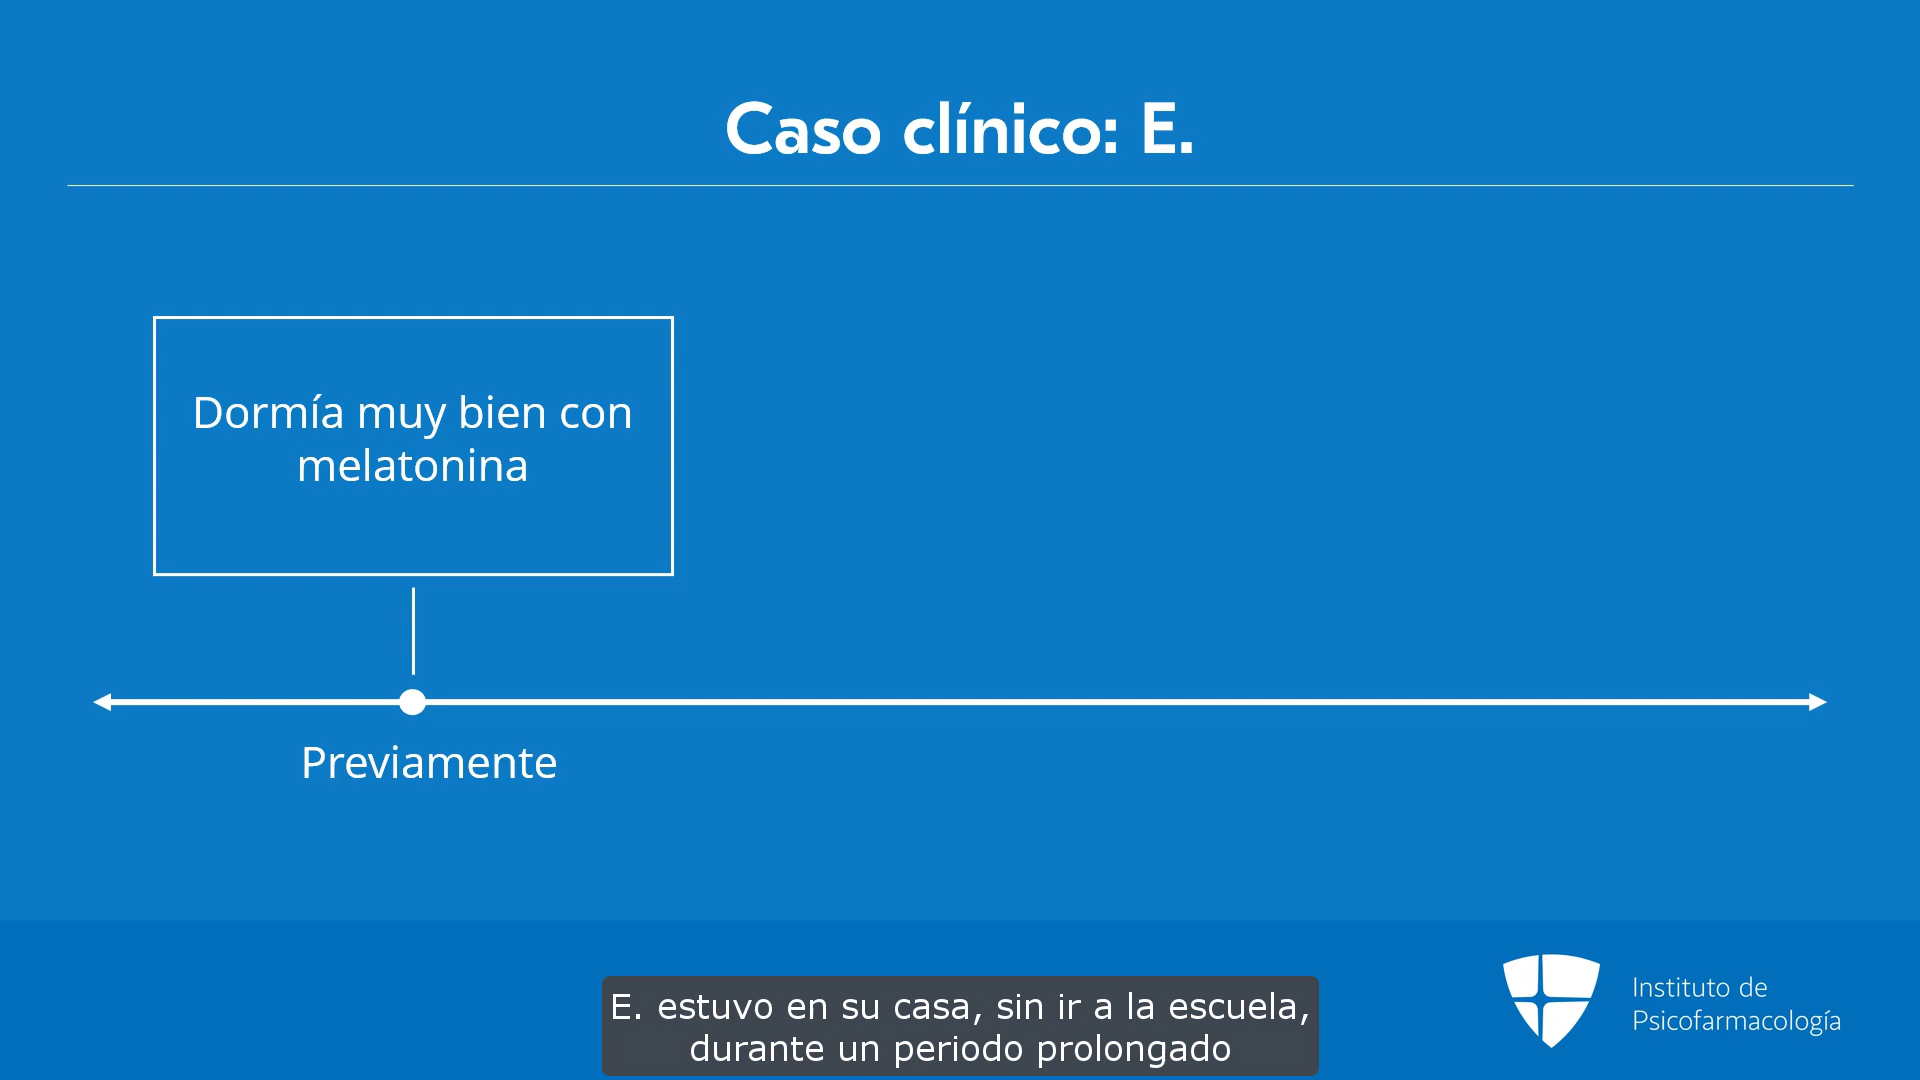 Caso clínico: E.
Dormía muy bien con
melatonina
Previamente
E. estuvo en su casa, sin ir a la escuela,
durante un periodo prolongado
Instituto de
Psicofarmacología